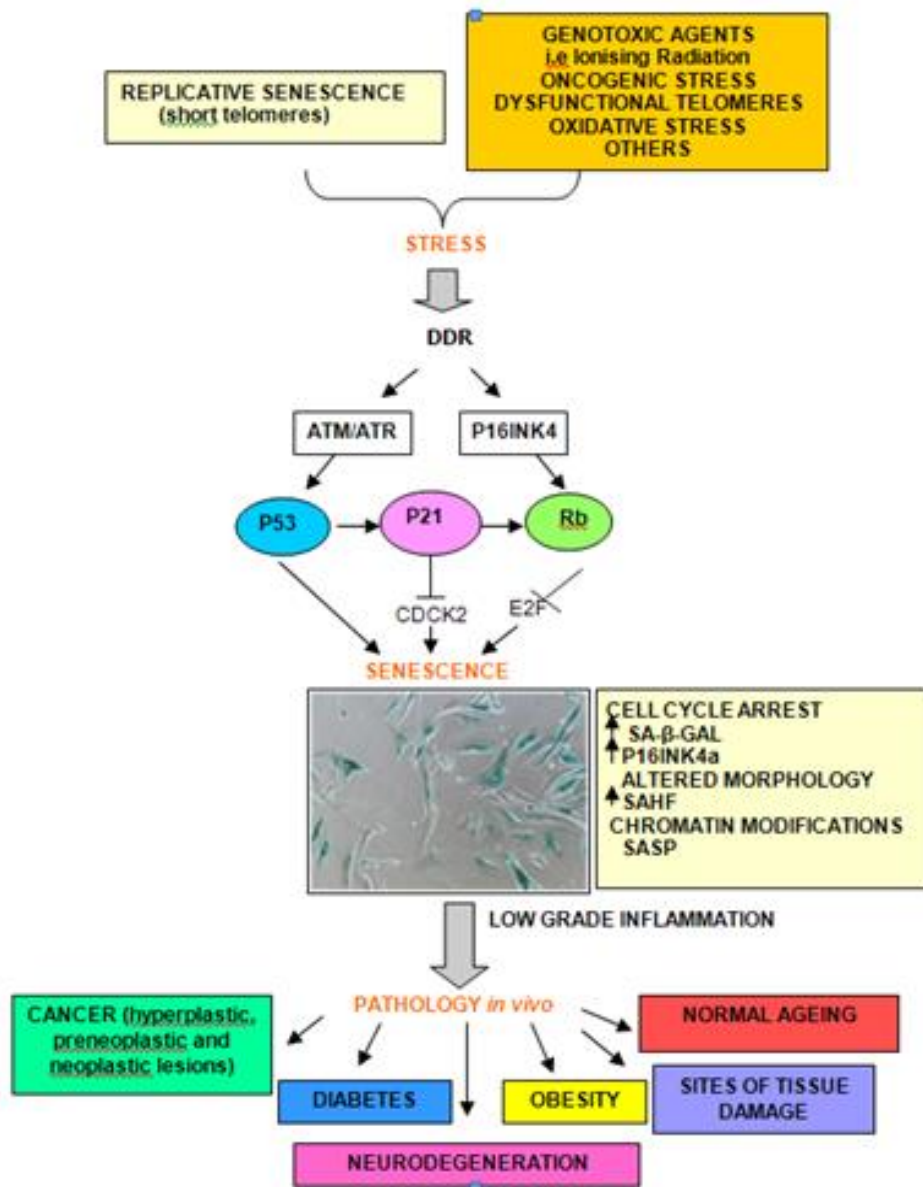 GENOTOXIC AGENTS
i.e Ionising Radiation
ONCOGENIC STRESS
DYSFUNCTIONAL TELOMERES
OXIDATIVE STRESS
OTHERS
REPLICATIVE SENESCENCE
(short telomeres)
STRESS
DDR
ATM/ATR
P16INK4
P53
P21
Rb
CDCK2
E2F
SENESCENCE
CELL CYCLE ARREST
SA-β-GAL
P16INK4a
ALTERED MORPHOLOGY
SAHF
CHROMATIN MODIFICATIONS
SASP
LOW GRADE INFLAMMATION
PATHOLOGY in vivo
CANCER (hyperplastic,
preneoplastic and
neoplastic lesions)
NORMAL AGEING
DIABETES
OBESITY
SITES OF TISSUE
DAMAGE
NEURODEGENERATION